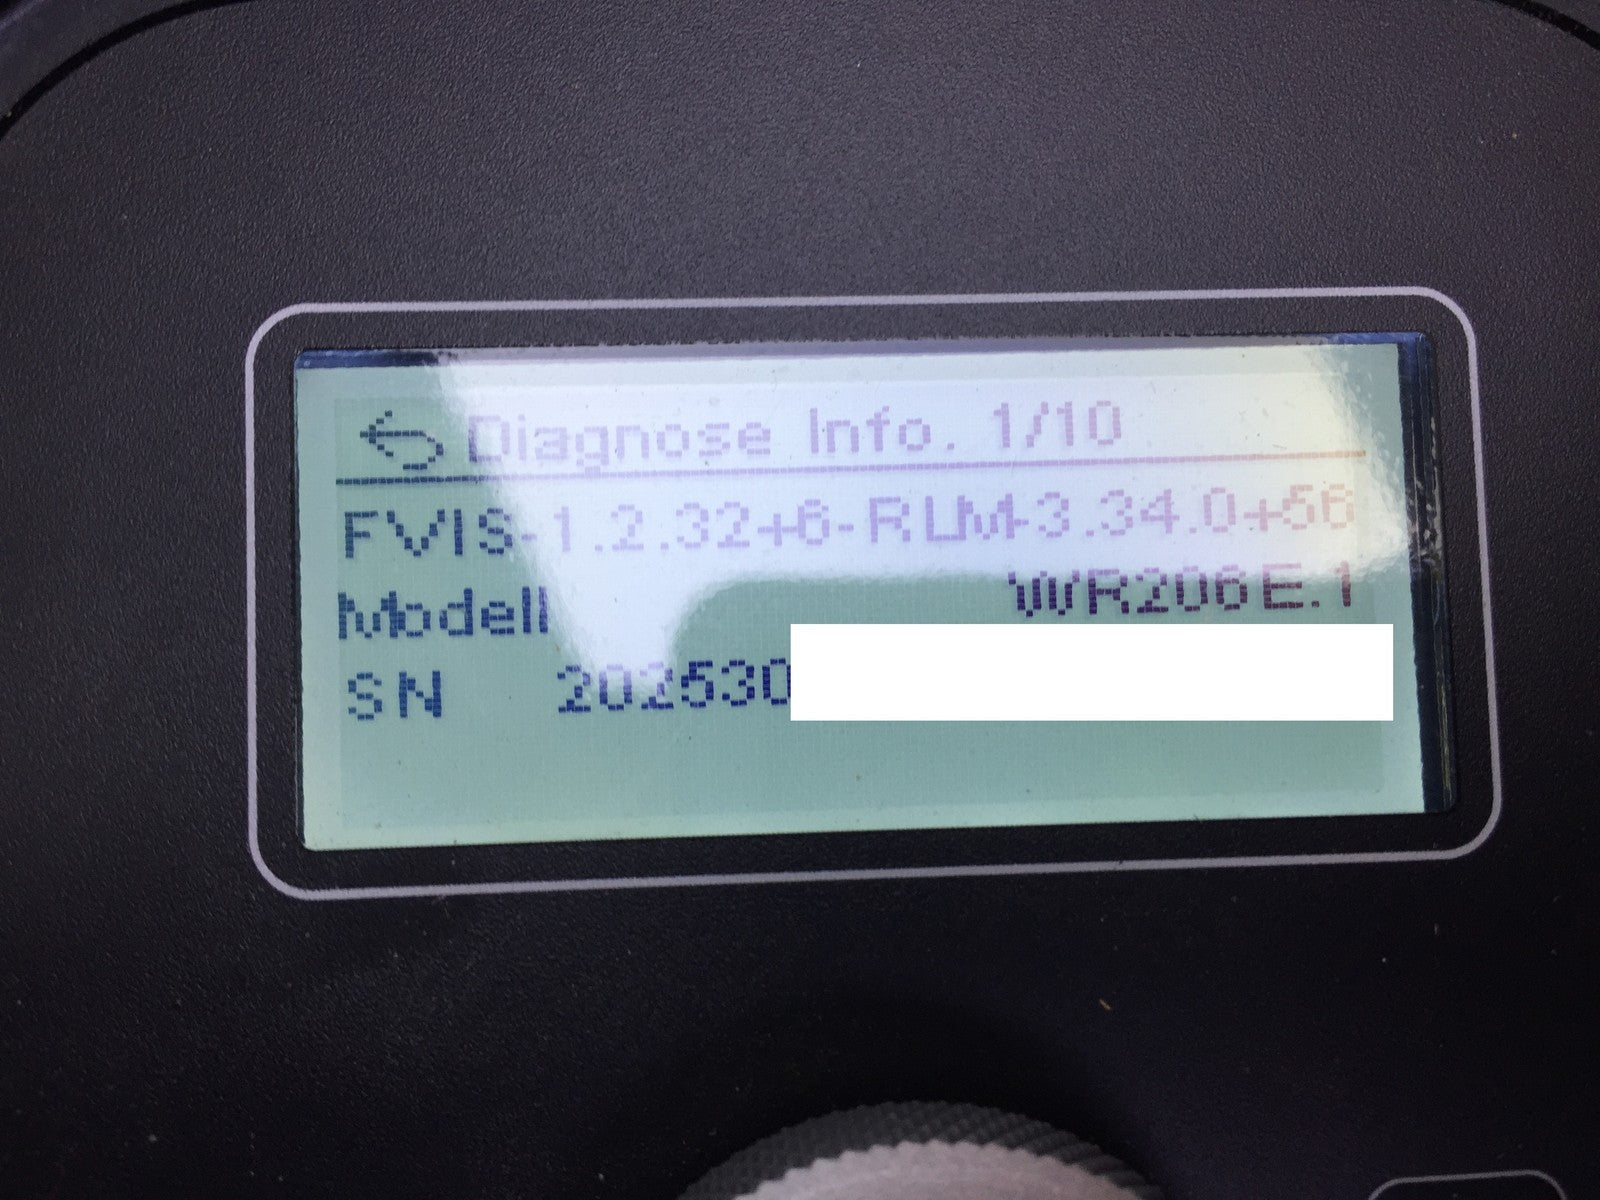 Diagnose Info. 1/10
FVIS-1.2.32+6-RLM-3.34.0+56
Modell WR206E.1
SN 202530